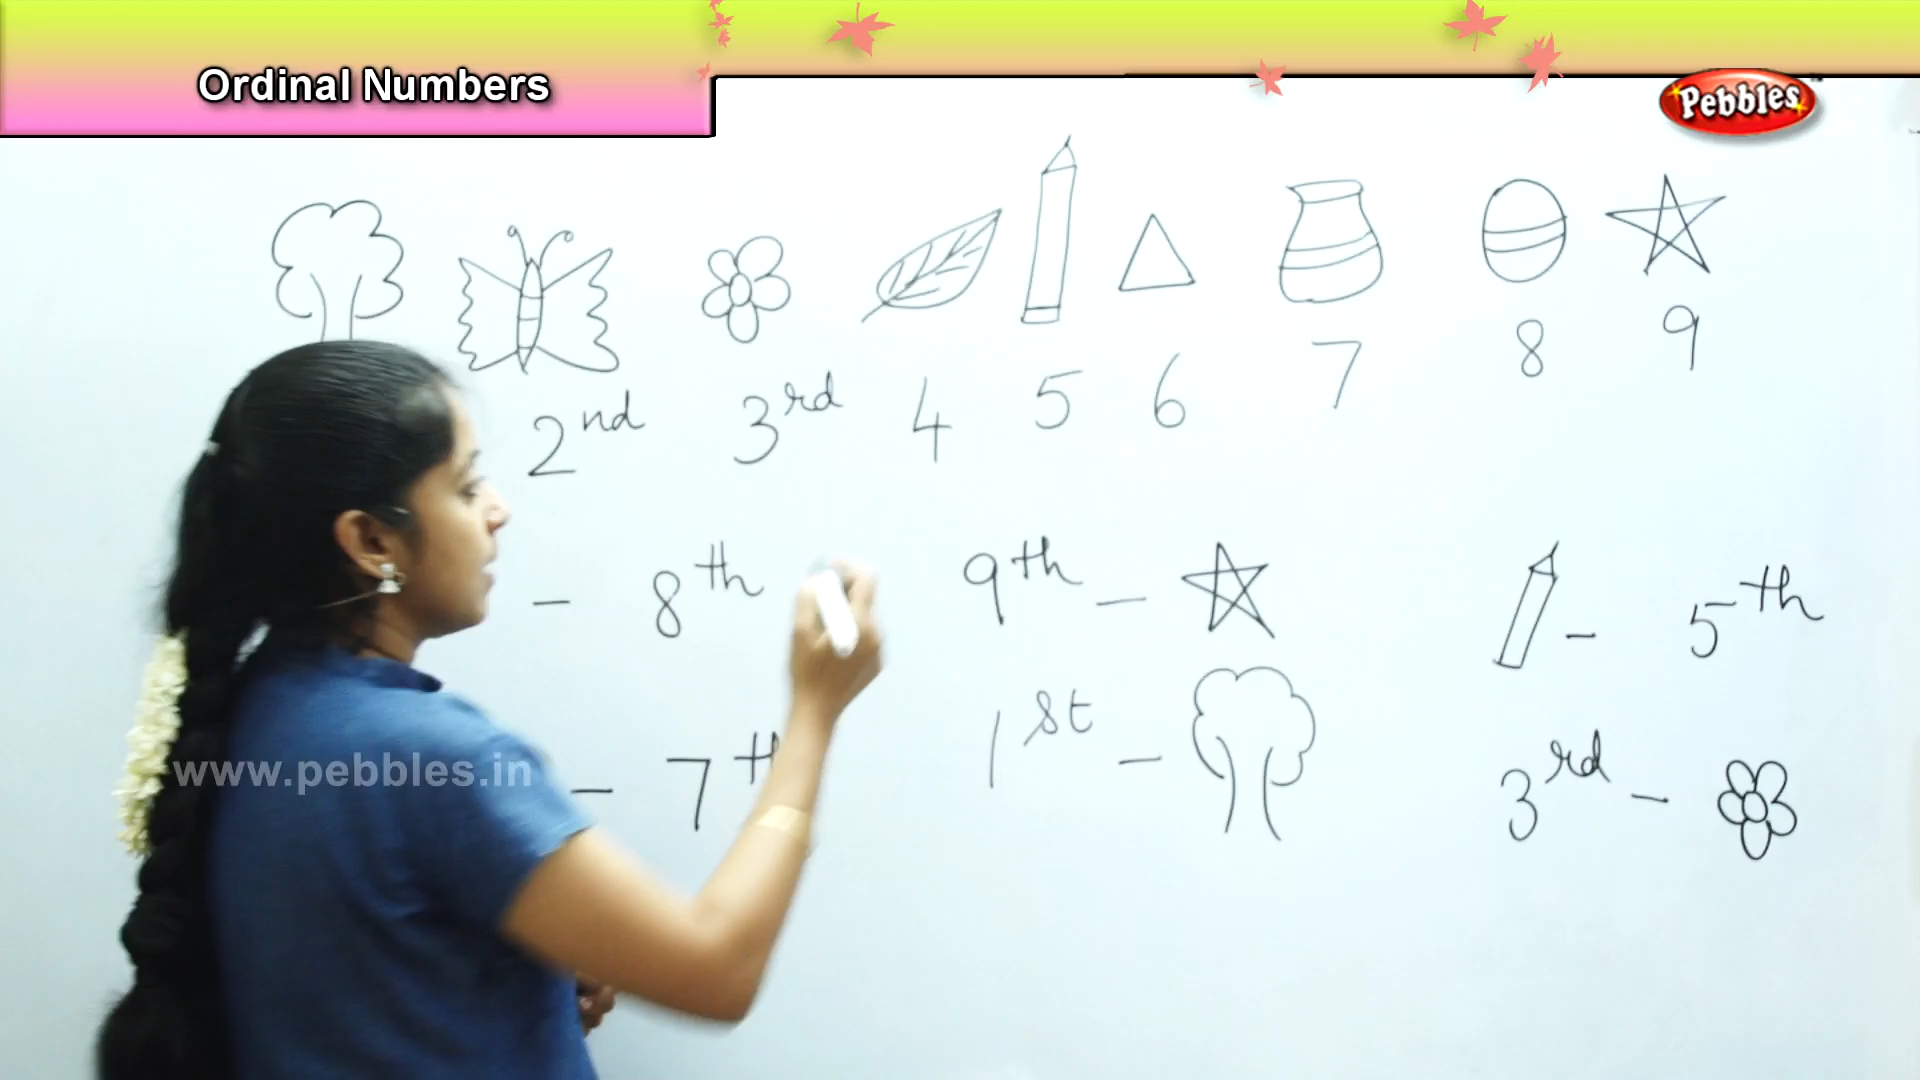 Ordinal Numbers
Pebbles
2nd 3rd 4 5 6 7 8 9
- 8th 9th - - 5th
www.pebbles.in
- 7th 1st - 3rd -